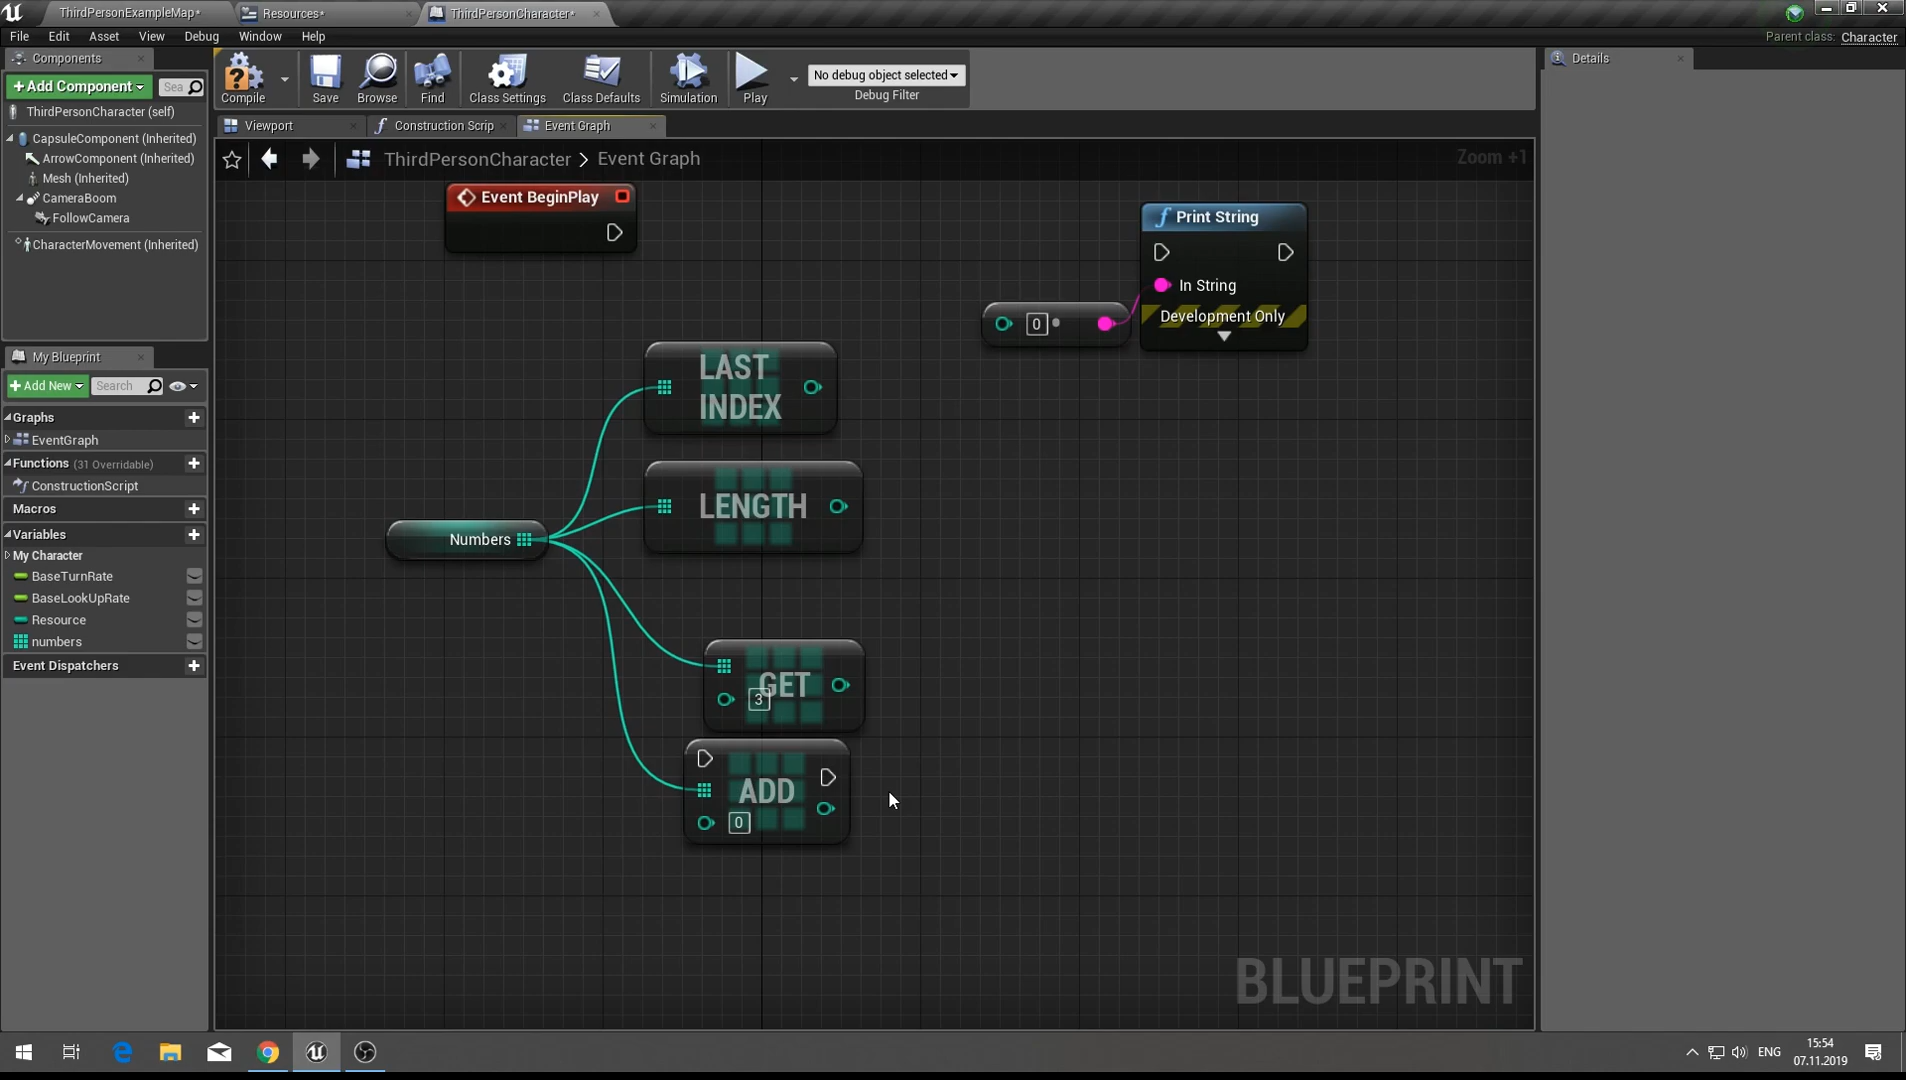 ThirdPersonExampleMap*
Resources*
ThirdPersonCharacter*
File Edit Asset View Debug Window Help
Parent class: Character
Components
+Add Component
Sea
ThirdPersonCharacter (self)
CapsuleComponent (Inherited)
ArrowComponent (Inherited)
Mesh (Inherited)
CameraBoom
FollowCamera
CharacterMovement (Inherited)
Compile
Save
Browse
Find
Class Settings
Class Defaults
Simulation
Play
No debug object selected
Debug Filter
Details
Viewport
Construction Scrip
Event Graph
ThirdPersonCharacter > Event Graph
Zoom +1
Event BeginPlay
Print String
In String
Development Only
0
LAST
INDEX
LENGTH
Numbers
GET
3
ADD
0
BLUEPRINT
My Blueprint
+Add New
Search
Graphs
EventGraph
Functions (31 Overridable)
ConstructionScript
Macros
Variables
My Character
BaseTurnRate
BaseLookUpRate
Resource
numbers
Event Dispatchers
ENG
15:54
07.11.2019